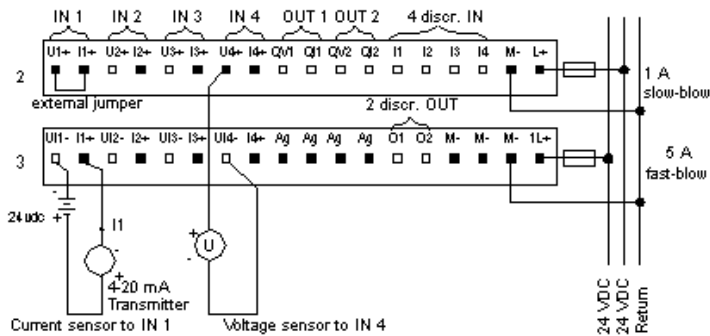 IN 1 IN 2 IN 3 IN 4 OUT 1 OUT 2 4 discr. IN
U1+ I1+ U2+ I2+ U3+ I3+ U4+ I4+ QV1 QI1 QV2 QI2 I1 I2 I3 I4 M- L+
2
1 A
slow-blow
external jumper
2 discr. OUT
UI1- I1+ UI2- I2+ UI3- I3+ UI4- I4+ Ag Ag Ag Ag O1 O2 M- M- M- 1L+
3
5 A
fast-blow
-
24 vdc +
I1
-
+
4-20 mA
Transmitter
+
U
-
Current sensor to IN 1
Voltage sensor to IN 4
24 VDC
24 VDC
Return